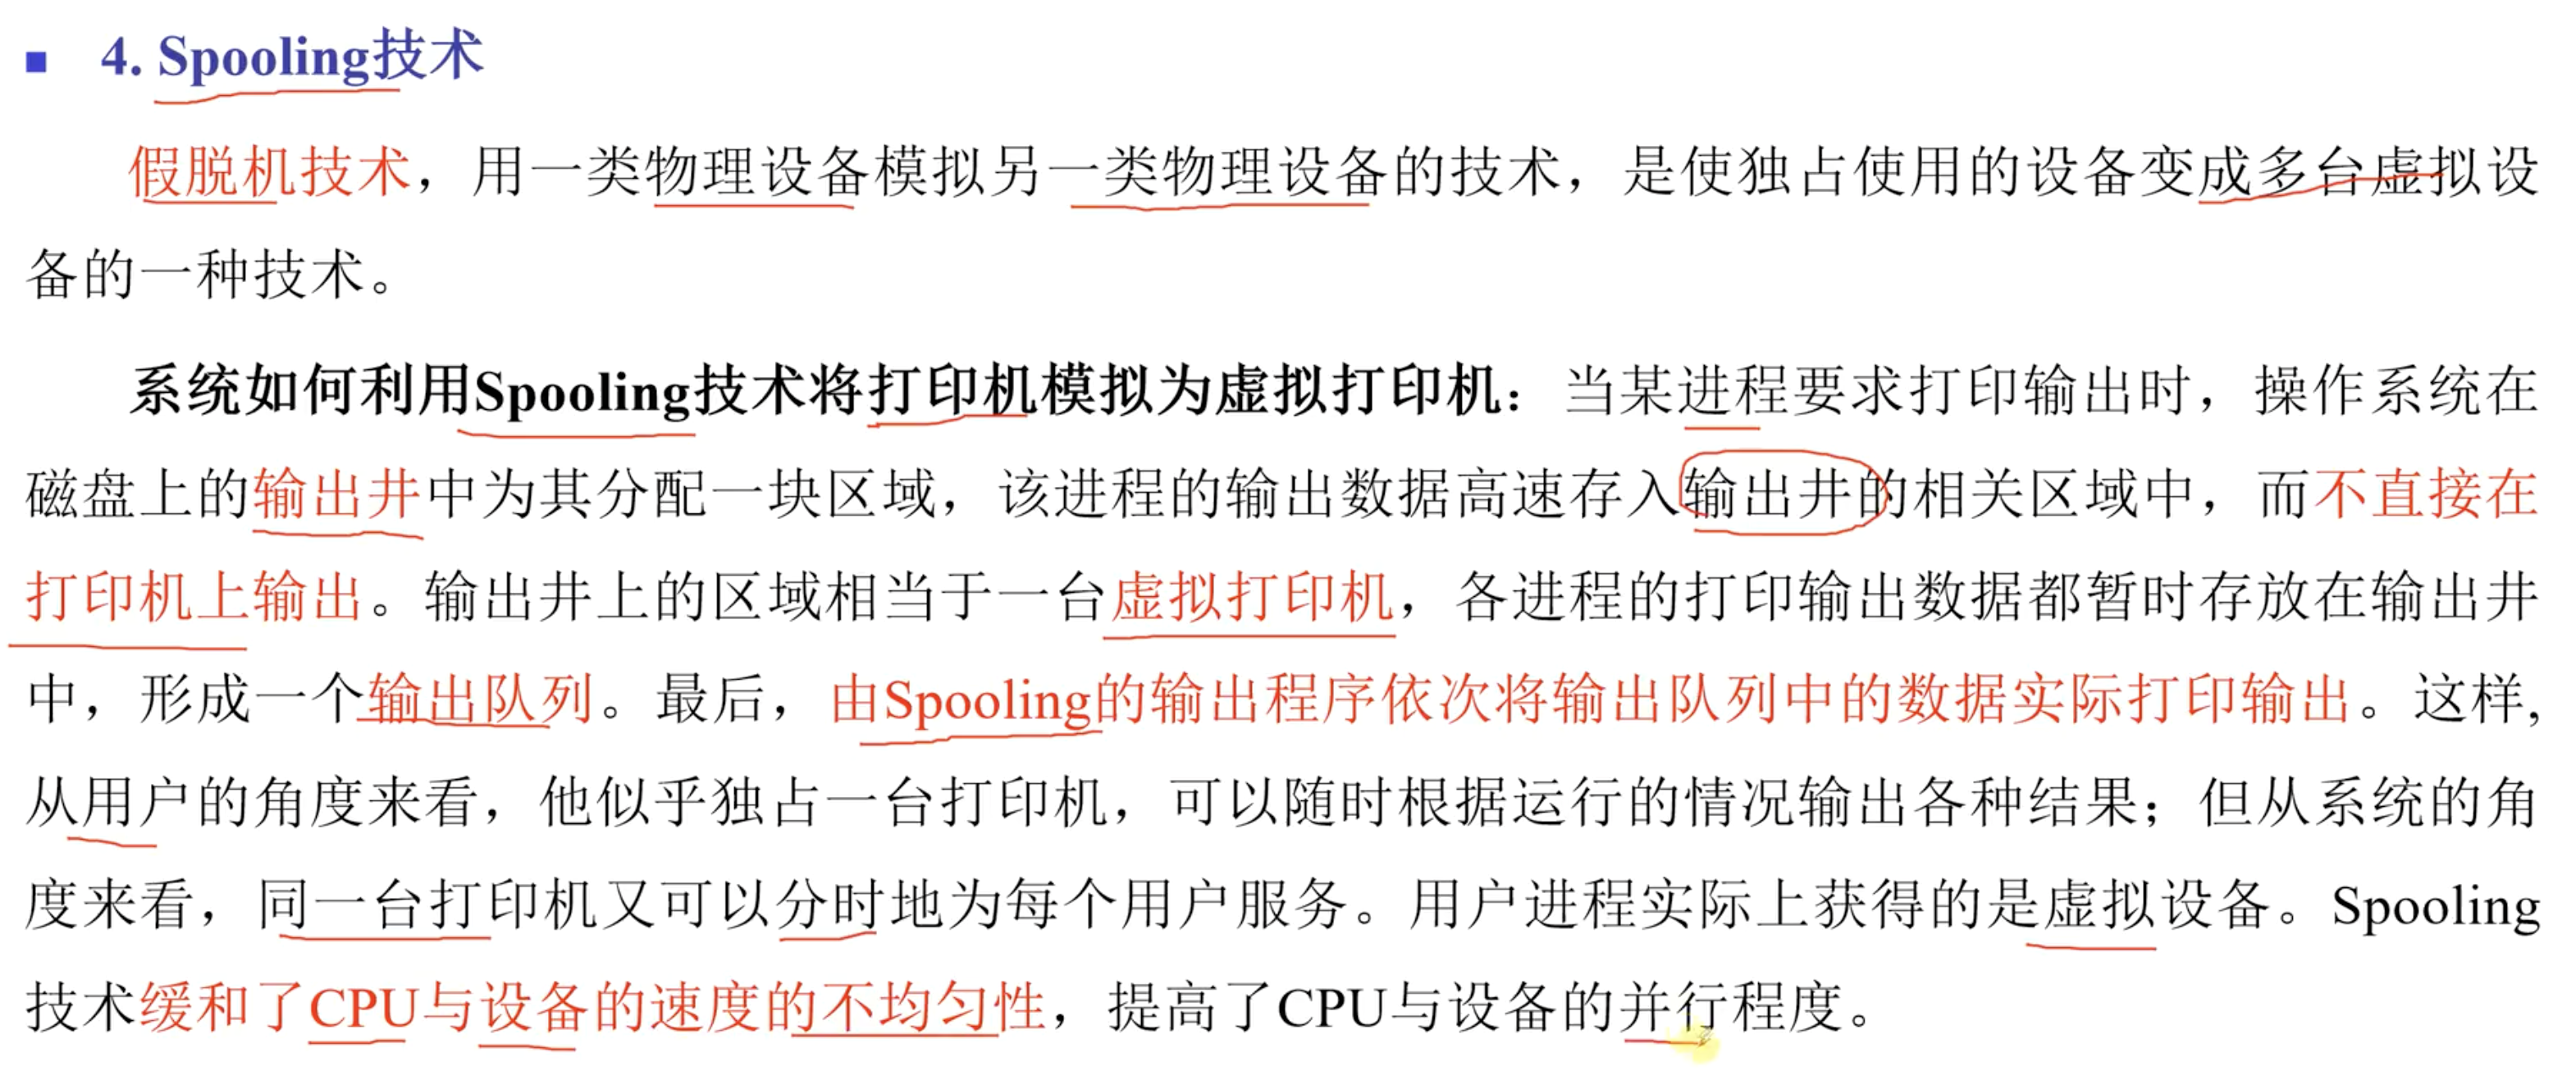 4. Spooling技术
假脱机技术，用一类物理设备模拟另一类物理设备的技术，是使独占使用的设备变成多台虚拟设
备的一种技术。
系统如何利用Spooling技术将打印机模拟为虚拟打印机：当某进程要求打印输出时，操作系统在
磁盘上的输出井中为其分配一块区域，该进程的输出数据高速存入输出井的相关区域中，而不直接在
打印机上输出。输出井上的区域相当于一台虚拟打印机，各进程的打印输出数据都暂时存放在输出井
中，形成一个输出队列。最后，由Spooling的输出程序依次将输出队列中的数据实际打印输出。这样,
从用户的角度来看，他似乎独占一台打印机，可以随时根据运行的情况输出各种结果；但从系统的角
度来看，同一台打印机又可以分时地为每个用户服务。用户进程实际上获得的是虚拟设备。Spooling
技术缓和了CPU与设备的速度的不均匀性，提高了CPU与设备的并行程度。